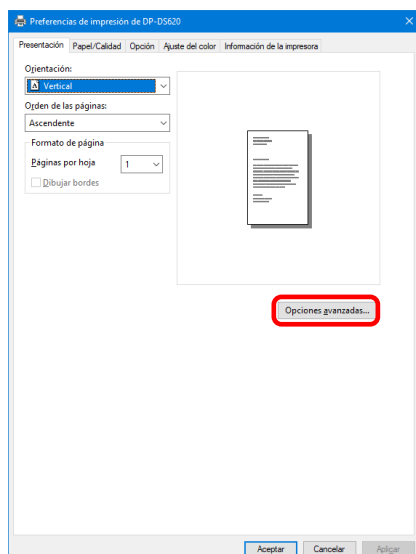 Preferencias de impresión de DP-DS620
Presentación Papel/Calidad Opción Ajuste del color Información de la impresora
Orientación:
Vertical
Orden de las páginas:
Ascendente
Formato de página
Páginas por hoja 1
Dibujar bordes
Opciones avanzadas...
Aceptar Cancelar Aplicar